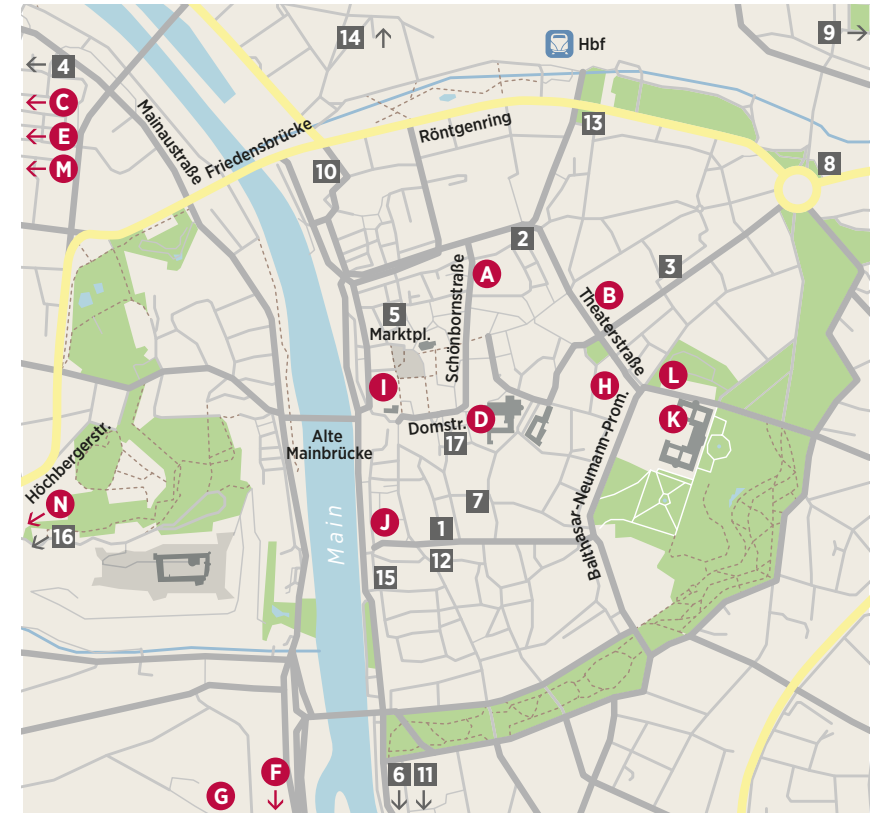 14
Hbf
9
4
C
E
M
Mainaustraße
Friedensbrücke
Röntgenring
13
10
8
2
A
3
B
Theaterstraße
Schönbornstraße
5
Marktpl.
I
H
L
D
Domstr.
17
K
Alte
Mainbrücke
Höchbergerstr.
N
16
Main
7
J
1
12
15
Balthasar-Neumann-Prom.
G
F
6
11